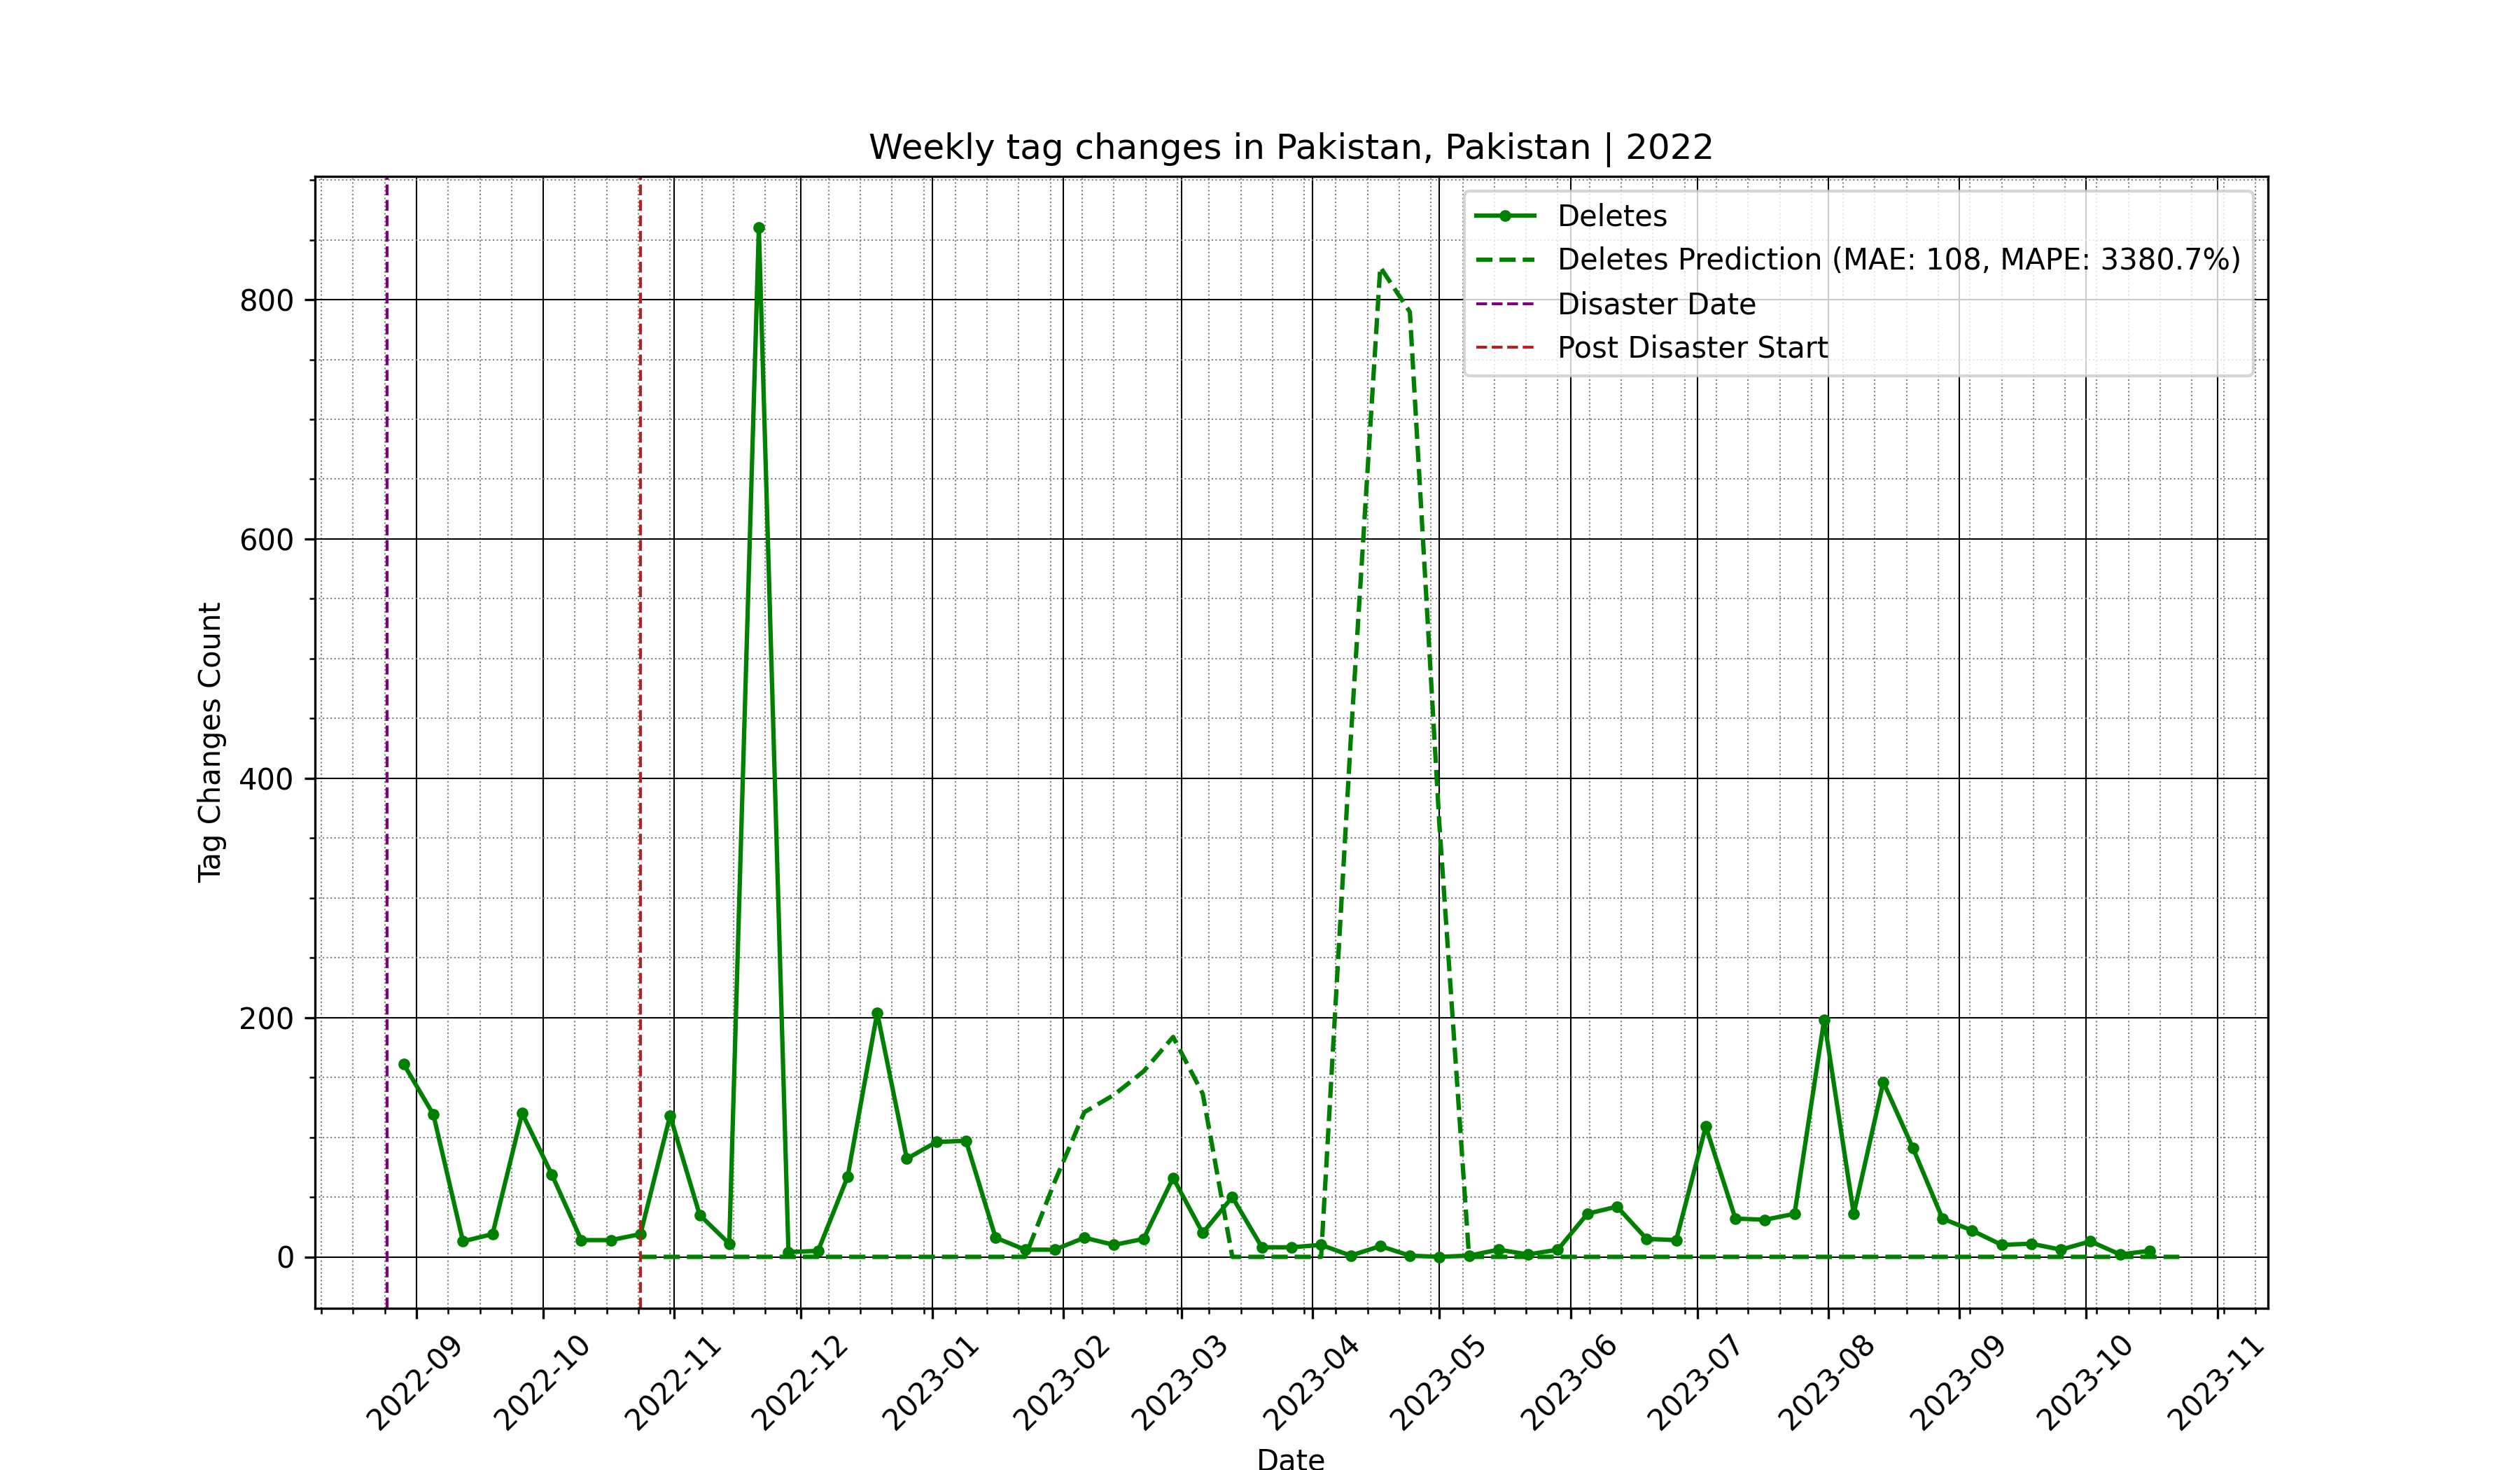 Weekly tag changes in Pakistan, Pakistan | 2022
Deletes
Deletes Prediction (MAE: 108, MAPE: 3380.7%)
Disaster Date
Post Disaster Start
Tag Changes Count
800
600
400
200
0
2022-09
2022-10
2022-11
2022-12
2023-01
2023-02
2023-03
2023-04
2023-05
2023-06
2023-07
2023-08
2023-09
2023-10
2023-11
Date